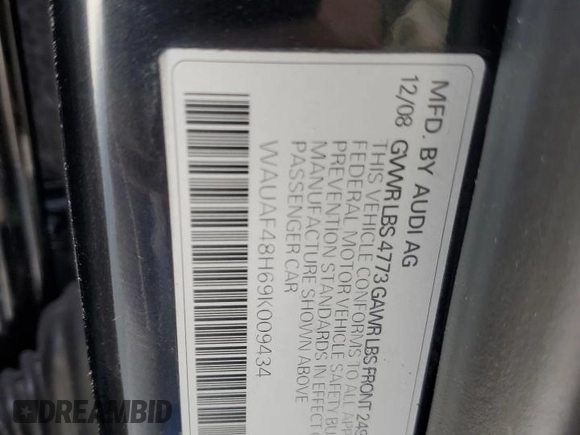 MFD. BY AUDI AG
12/08 GVWR LBS 4773 GAWR LBS FRONT 249
THIS VEHICLE CONFORMS TO ALL APP
FEDERAL MOTOR VEHICLE SAFETY BU
PREVENTION STANDARDS IN EFFECT
MANUFACTURE SHOWN ABOVE
PASSENGER CAR
WAUAF48H69K009434
DREAMBID